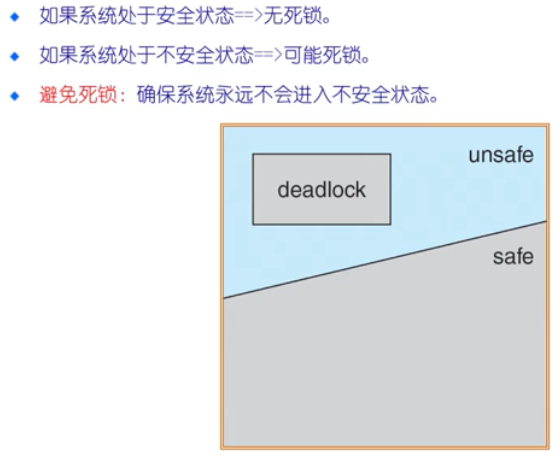 如果系统处于安全状态==>无死锁。
如果系统处于不安全状态==>可能死锁。
避免死锁：确保系统永远不会进入不安全状态。
unsafe
deadlock
safe